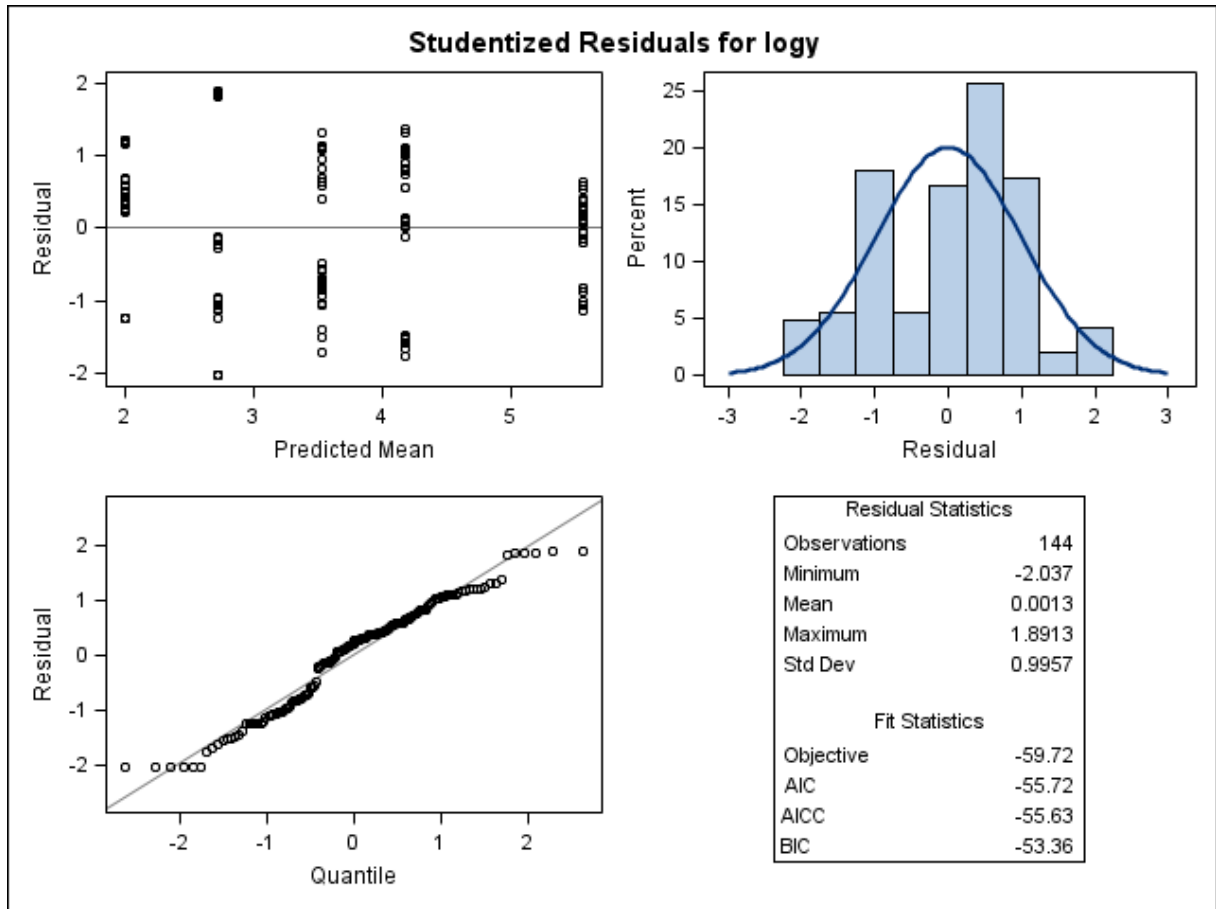 Studentized Residuals for logy
2
1
0
-1
-2
Residual
2
3
4
5
Predicted Mean
25
20
15
10
5
0
Percent
-3
-2
-1
0
1
2
3
Residual
2
1
0
-1
-2
Residual
-2
-1
0
1
2
Quantile
Residual Statistics
Observations 144
Minimum -2.037
Mean 0.0013
Maximum 1.8913
Std Dev 0.9957
Fit Statistics
Objective -59.72
AIC -55.72
AICC -55.63
BIC -53.36